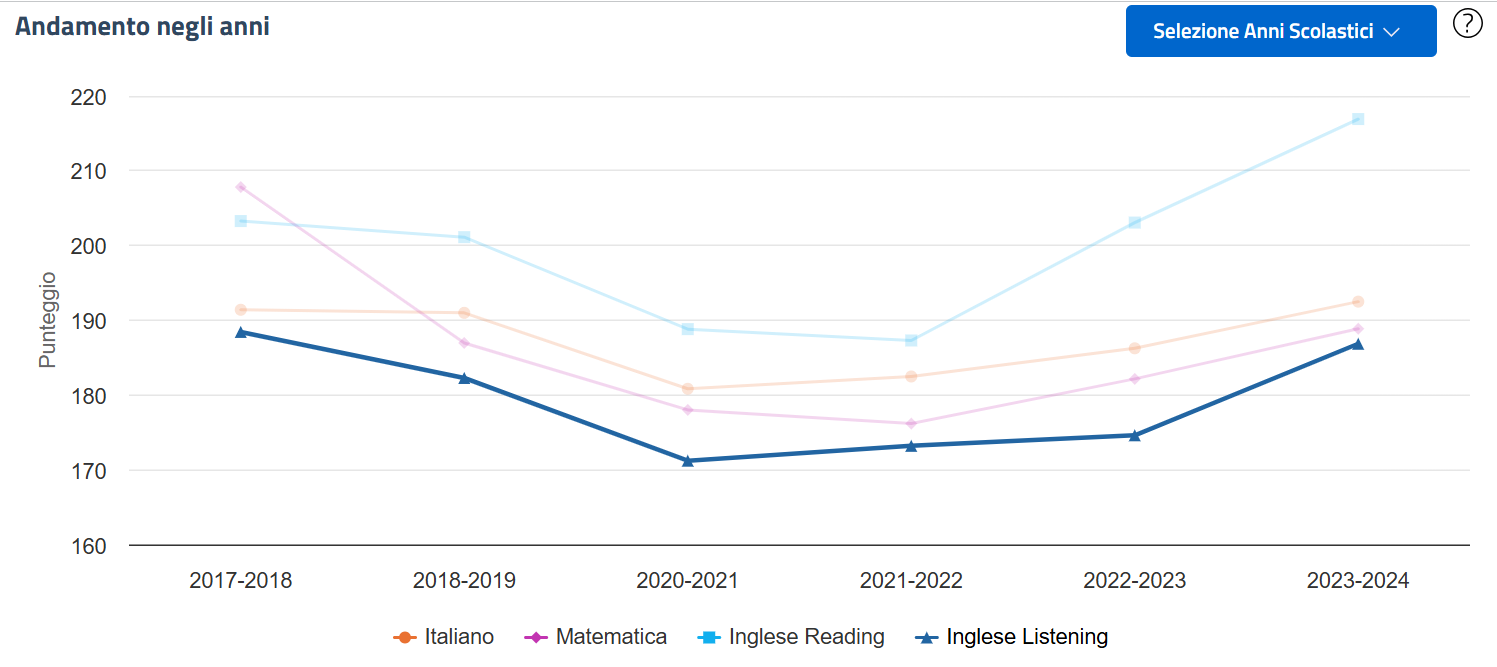 Andamento negli anni
Selezione Anni Scolastici
?
220
210
200
190
180
170
160
Punteggio
2017-2018 2018-2019 2020-2021 2021-2022 2022-2023 2023-2024
Italiano Matematica Inglese Reading Inglese Listening